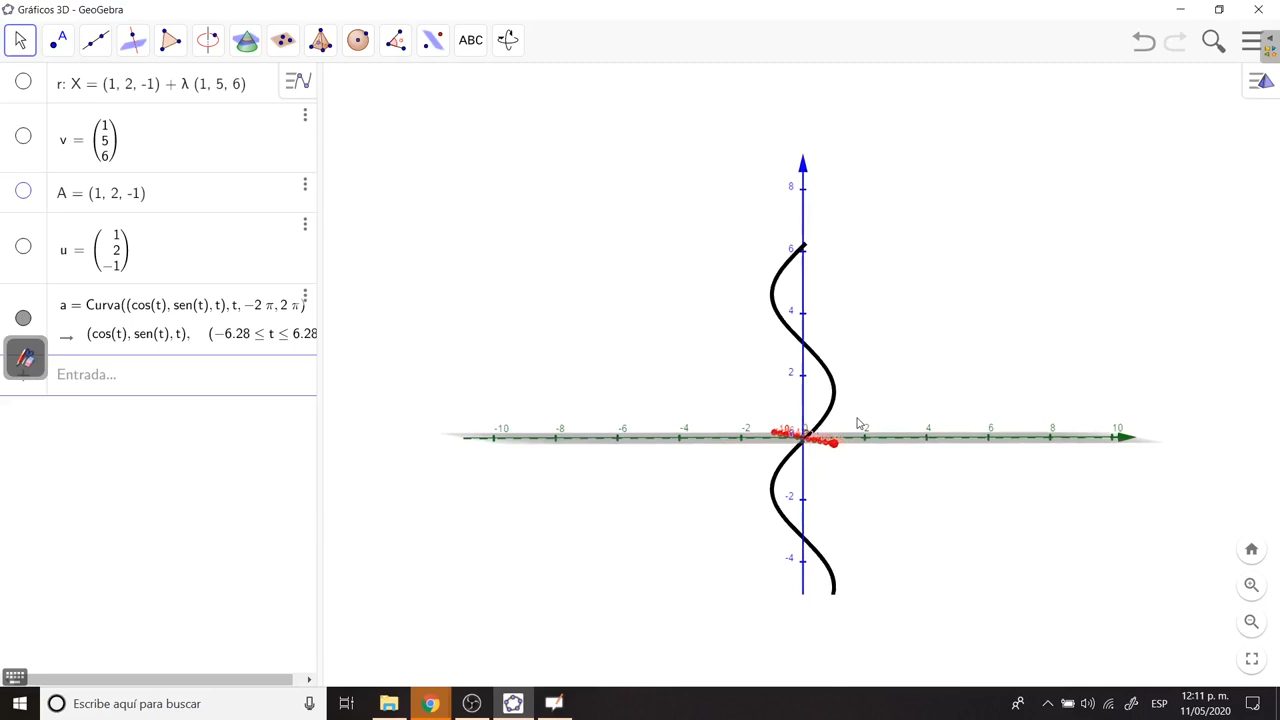 Gráficos 3D - GeoGebra
ABC
r: X = (1, 2, -1) + λ (1, 5, 6)
v = (1
5
6)
A = (1, 2, -1)
u = (1
2
−1)
a = Curva((cos(t), sen(t), t), t, −2 π, 2 π)
→ (cos(t), sen(t), t), (−6.28 ≤ t ≤ 6.28
Entrada...
8
6
4
2
-10 -8 -6 -4 -2 0 2 4 6 8 10
-2
-4
Escribe aquí para buscar
ESP
12:11 p. m.
11/05/2020